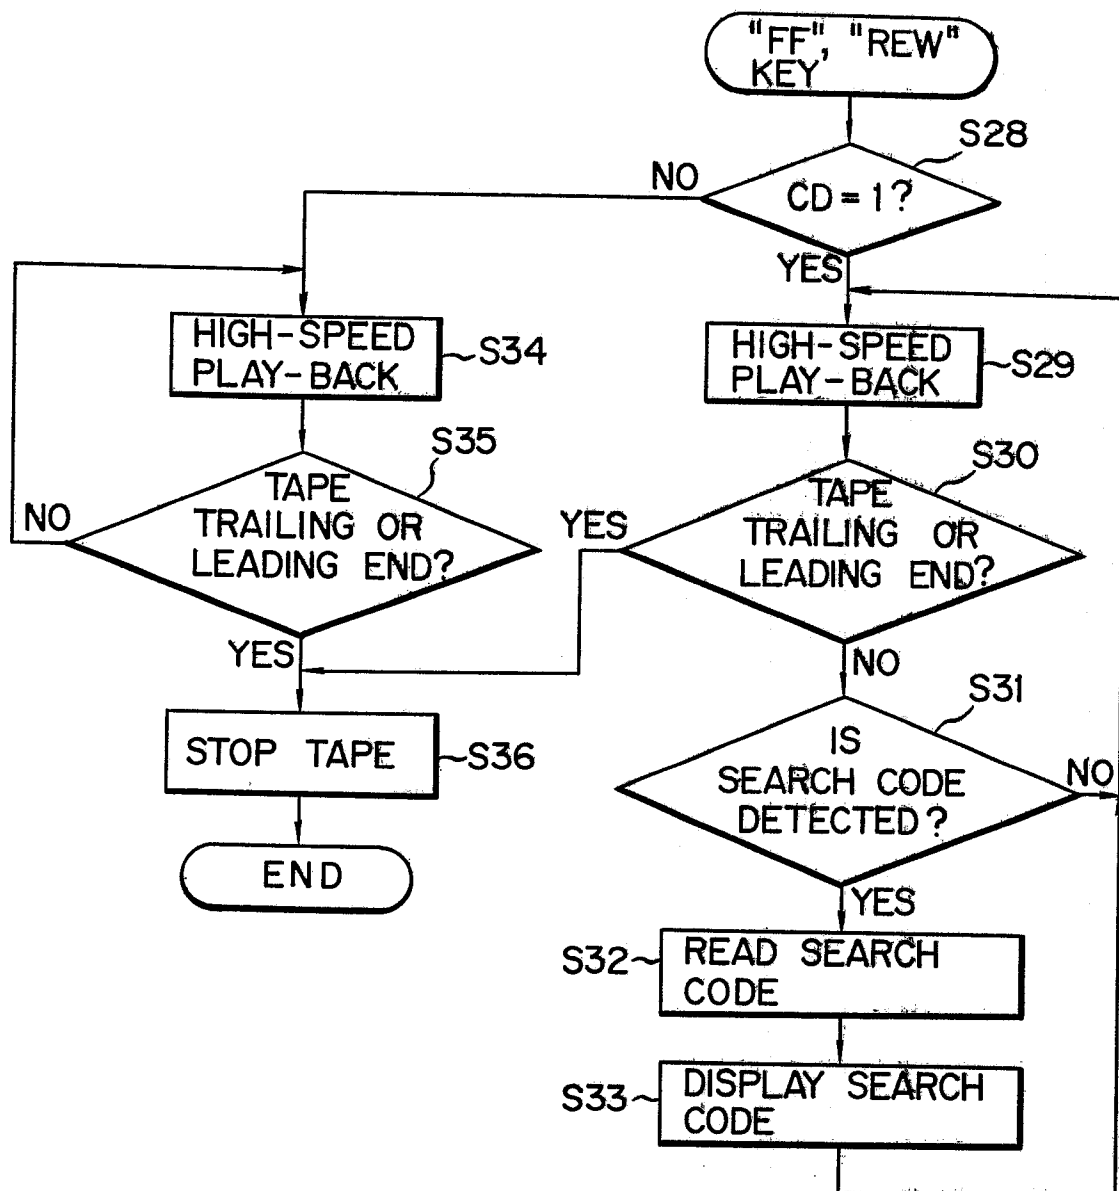 "FF", "REW"
KEY
S28
CD = 1?
NO
YES
HIGH-SPEED
PLAY-BACK
S34
HIGH-SPEED
PLAY-BACK
S29
S35
TAPE
TRAILING OR
LEADING END?
NO
YES
S30
TAPE
TRAILING OR
LEADING END?
YES
NO
STOP TAPE
S36
END
S31
IS
SEARCH CODE
DETECTED?
NO
YES
S32
READ SEARCH
CODE
S33
DISPLAY SEARCH
CODE